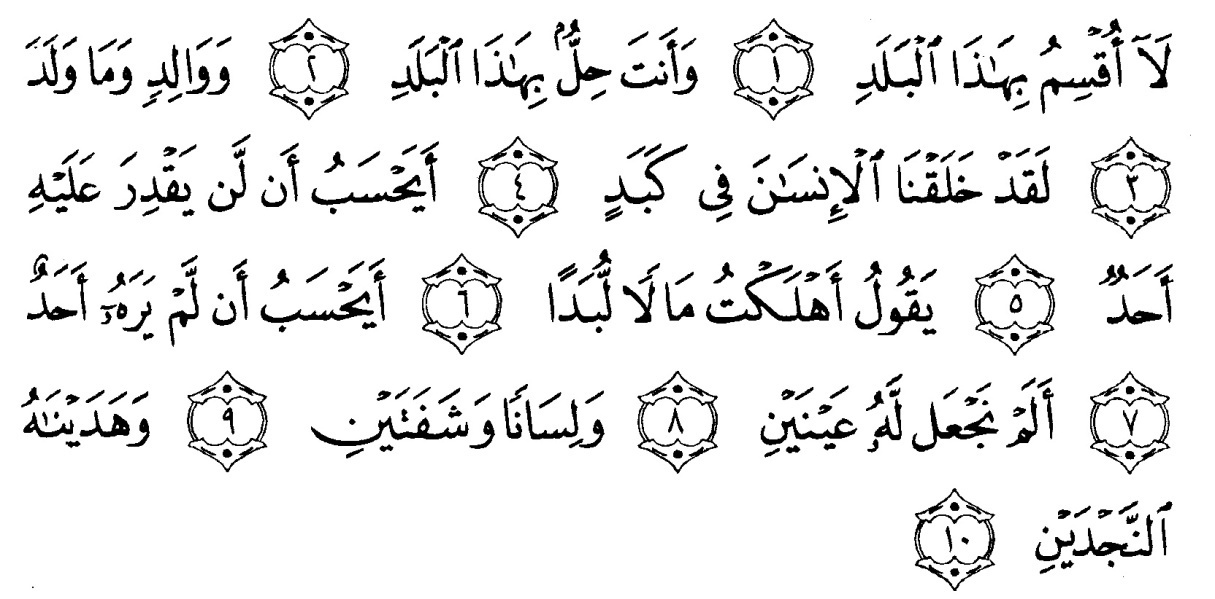 لَآ أُقْسِمُ بِهَٰذَا ٱلْبَلَدِ ١ وَأَنتَ حِلٌّۢ بِهَٰذَا ٱلْبَلَدِ ٢ وَوَالِدٍ وَمَا وَلَدَ
٣ لَقَدْ خَلَقْنَا ٱلْإِنسَٰنَ فِى كَبَدٍ ٤ أَيَحْسَبُ أَن لَّن يَقْدِرَ عَلَيْهِ
أَحَدٌ ٥ يَقُولُ أَهْلَكْتُ مَالًا لُّبَدًا ٦ أَيَحْسَبُ أَن لَّمْ يَرَهُۥٓ أَحَدٌ
٧ أَلَمْ نَجْعَل لَّهُۥ عَيْنَيْنِ ٨ وَلِسَانًا وَشَفَتَيْنِ ٩ وَهَدَيْنَٰهُ
ٱلنَّجْدَيْنِ ١٠